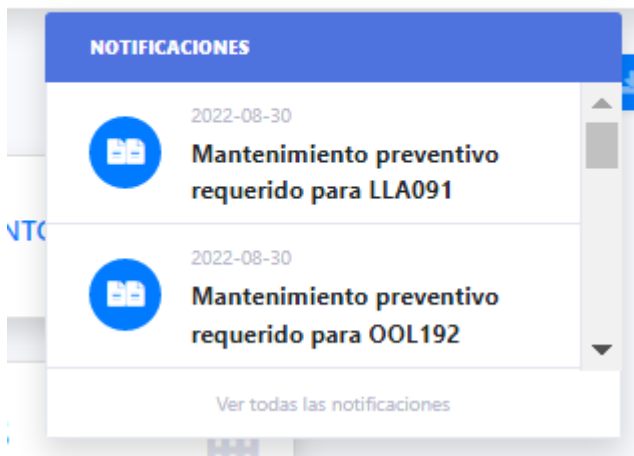 NOTIFICACIONES
2022-08-30
Mantenimiento preventivo
requerido para LLA091
NTO
2022-08-30
Mantenimiento preventivo
requerido para OOL192
Ver todas las notificaciones